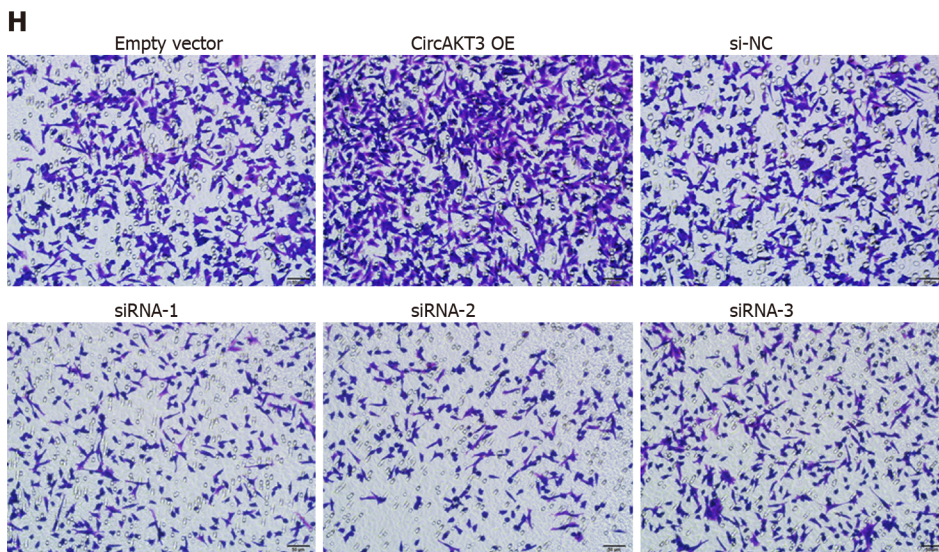 H
Empty vector
CircAKT3 OE
si-NC
siRNA-1
siRNA-2
siRNA-3